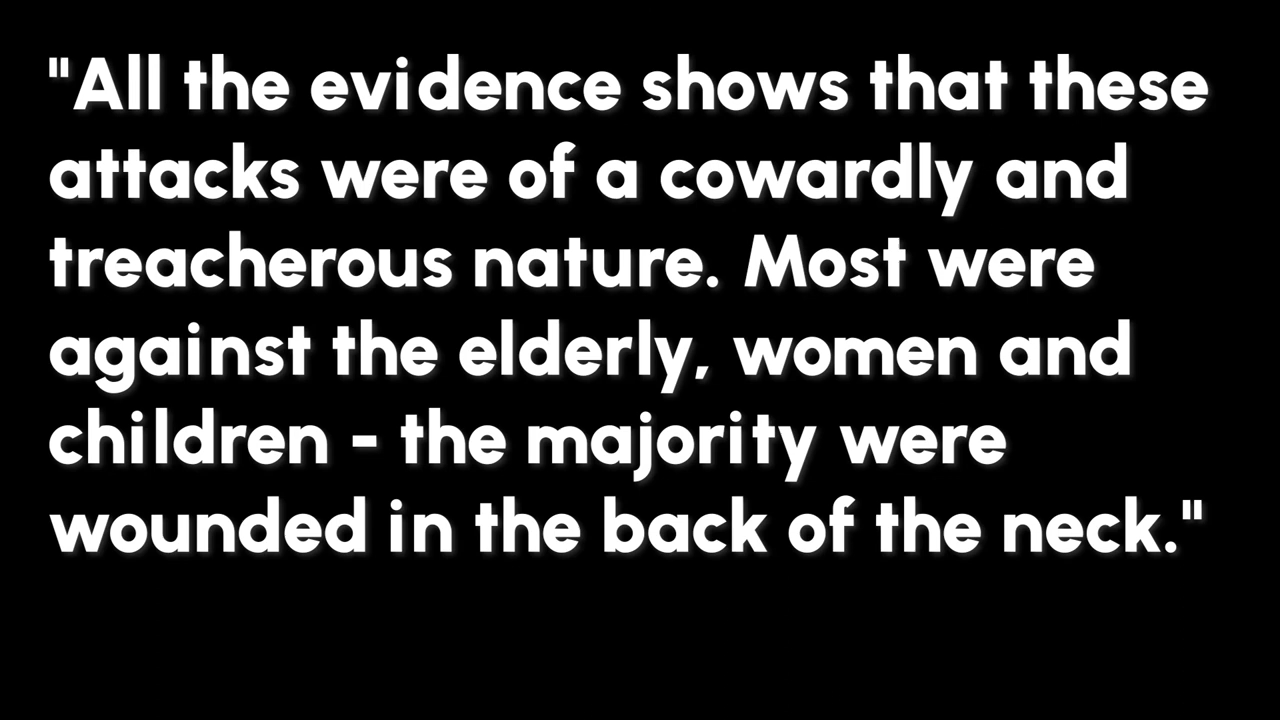 "All the evidence shows that these
attacks were of a cowardly and
treacherous nature. Most were
against the elderly, women and
children - the majority were
wounded in the back of the neck."